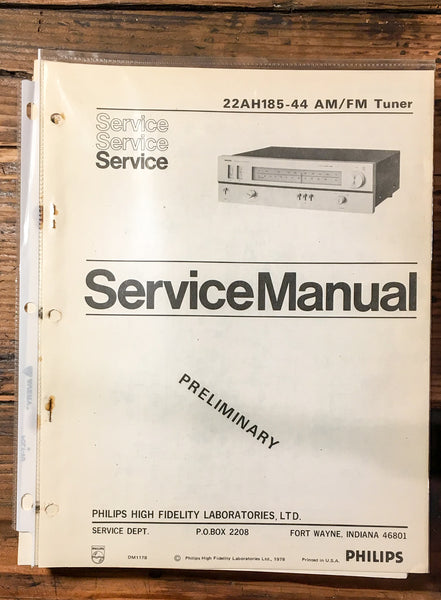 22AH185-44 AM/FM Tuner
Service
Service
Service
ServiceManual
PRELIMINARY
PHILIPS HIGH FIDELITY LABORATORIES, LTD.
SERVICE DEPT. P.O.BOX 2208 FORT WAYNE, INDIANA 46801
DM1178 © Philips High Fidelity Laboratories Ltd., 1978 Printed in U.S.A. PHILIPS